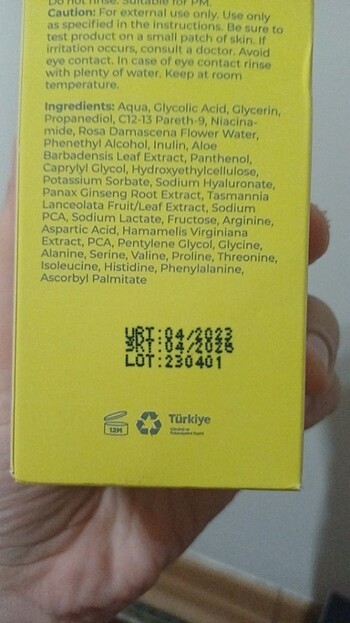 Do not rinse. Suitable for PM.
Caution: For external use only. Use only
as specified in the instructions. Be sure to
test product on a small patch of skin. If
irritation occurs, consult a doctor. Avoid
eye contact. In case of eye contact rinse
with plenty of water. Keep at room
temperature.
Ingredients: Aqua, Glycolic Acid, Glycerin,
Propanediol, C12-13 Pareth-9, Niacina-
mide, Rosa Damascena Flower Water,
Phenethyl Alcohol, Inulin, Aloe
Barbadensis Leaf Extract, Panthenol,
Caprylyl Glycol, Hydroxyethylcellulose,
Potassium Sorbate, Sodium Hyaluronate,
Panax Ginseng Root Extract, Tasmannia
Lanceolata Fruit/Leaf Extract, Sodium
PCA, Sodium Lactate, Fructose, Arginine,
Aspartic Acid, Hamamelis Virginiana
Extract, PCA, Pentylene Glycol, Glycine,
Alanine, Serine, Valine, Proline, Threonine,
Isoleucine, Histidine, Phenylalanine,
Ascorbyl Palmitate
URT:04/2023
SKT:04/2026
LOT:230401
12M
Türkiye